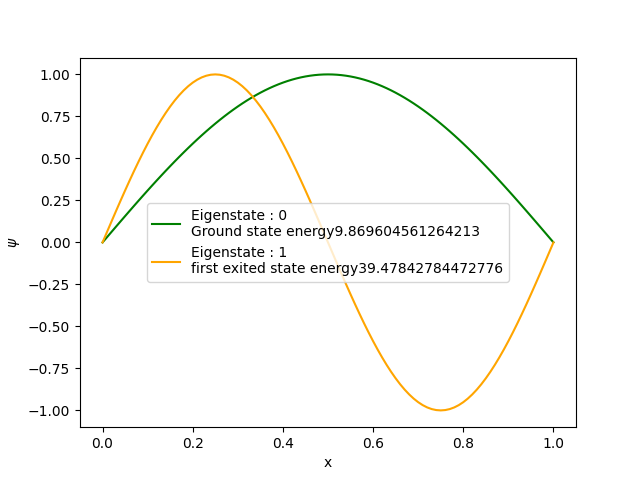 1.00
0.75
0.50
0.25
0.00
−0.25
−0.50
−0.75
−1.00
ψ
Eigenstate : 0
Ground state energy9.869604561264213
Eigenstate : 1
first exited state energy39.47842784472776
0.0 0.2 0.4 0.6 0.8 1.0
x